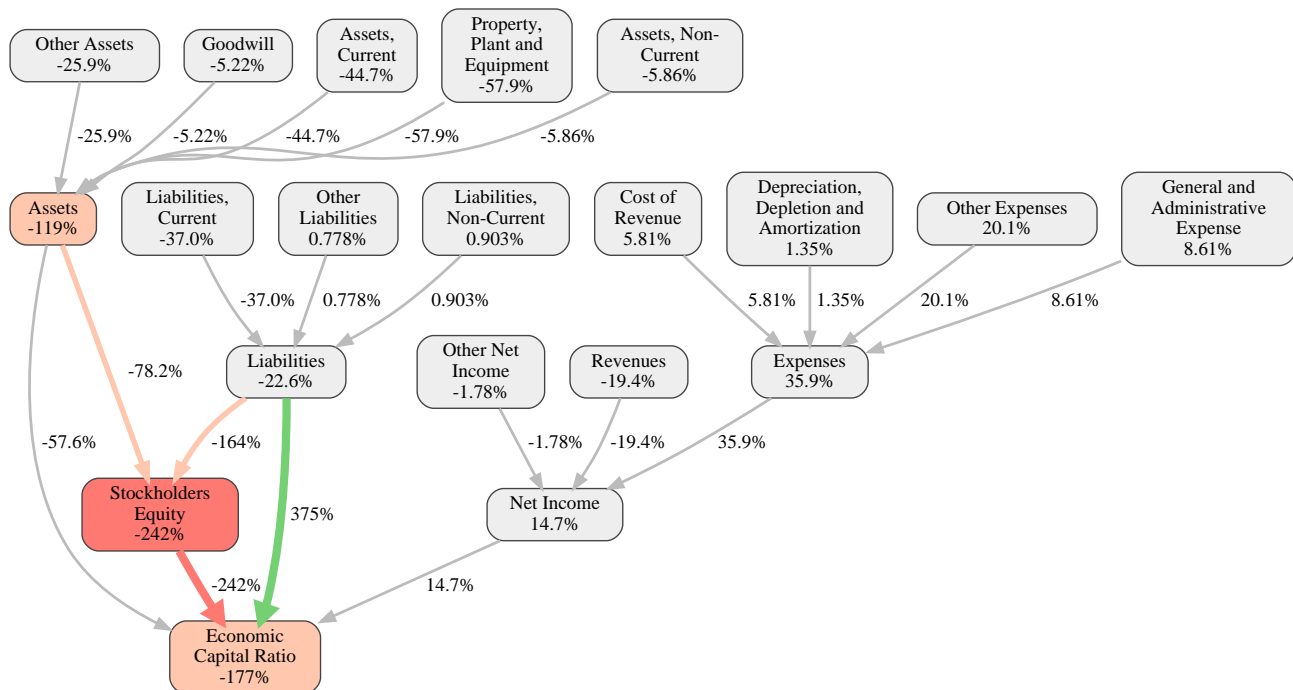 Other Assets
-25.9%
Goodwill
-5.22%
Assets,
Current
-44.7%
Property,
Plant and
Equipment
-57.9%
Assets, Non-
Current
-5.86%
-25.9%
-5.22%
-44.7%
-57.9%
-5.86%
Assets
-119%
Liabilities,
Current
-37.0%
Other
Liabilities
0.778%
Liabilities,
Non-Current
0.903%
Cost of
Revenue
5.81%
Depreciation,
Depletion and
Amortization
1.35%
Other Expenses
20.1%
General and
Administrative
Expense
8.61%
-37.0%
0.778%
0.903%
5.81%
1.35%
20.1%
8.61%
-78.2%
Liabilities
-22.6%
Other Net
Income
-1.78%
Revenues
-19.4%
Expenses
35.9%
-57.6%
-164%
-1.78%
-19.4%
35.9%
Stockholders
Equity
-242%
375%
Net Income
14.7%
-242%
14.7%
Economic
Capital Ratio
-177%